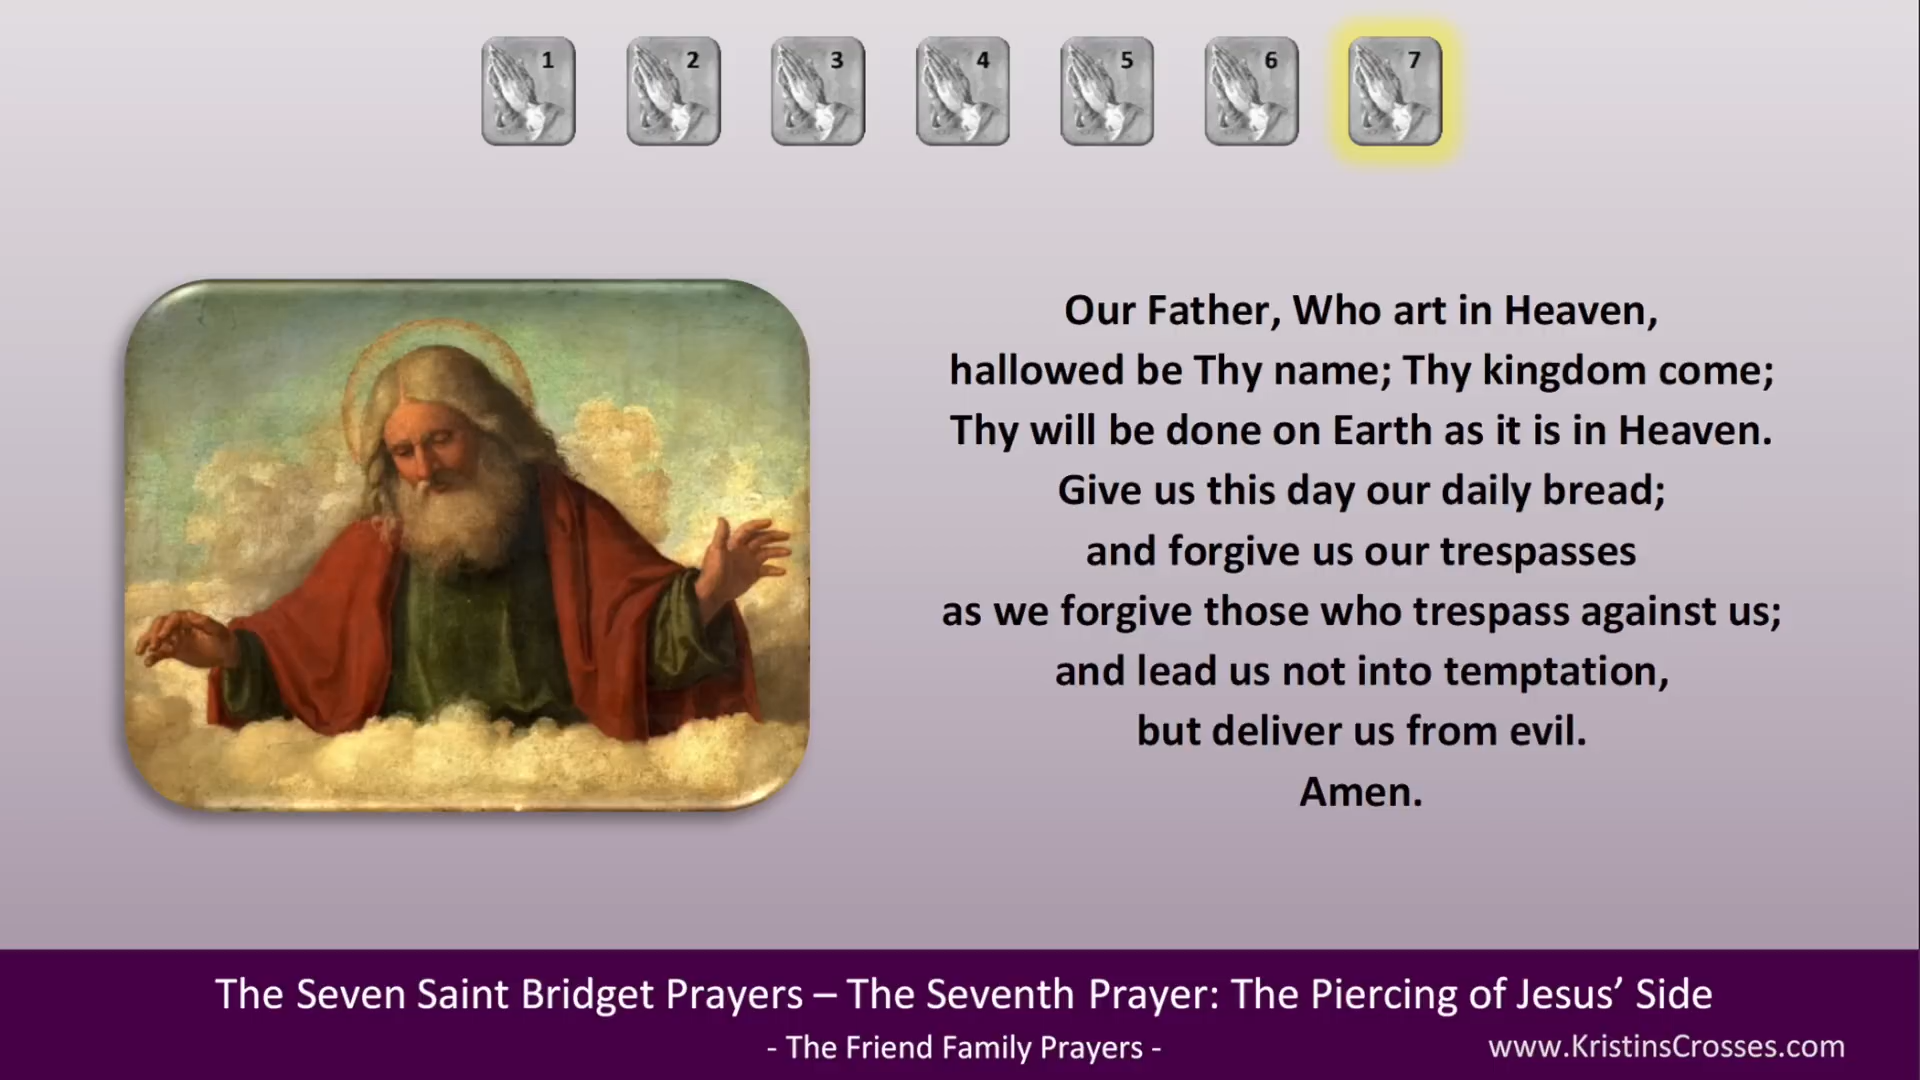 1 2 3 4 5 6 7
Our Father, Who art in Heaven,
hallowed be Thy name; Thy kingdom come;
Thy will be done on Earth as it is in Heaven.
Give us this day our daily bread;
and forgive us our trespasses
as we forgive those who trespass against us;
and lead us not into temptation,
but deliver us from evil.
Amen.
The Seven Saint Bridget Prayers – The Seventh Prayer: The Piercing of Jesus’ Side
- The Friend Family Prayers -
www.KristinsCrosses.com